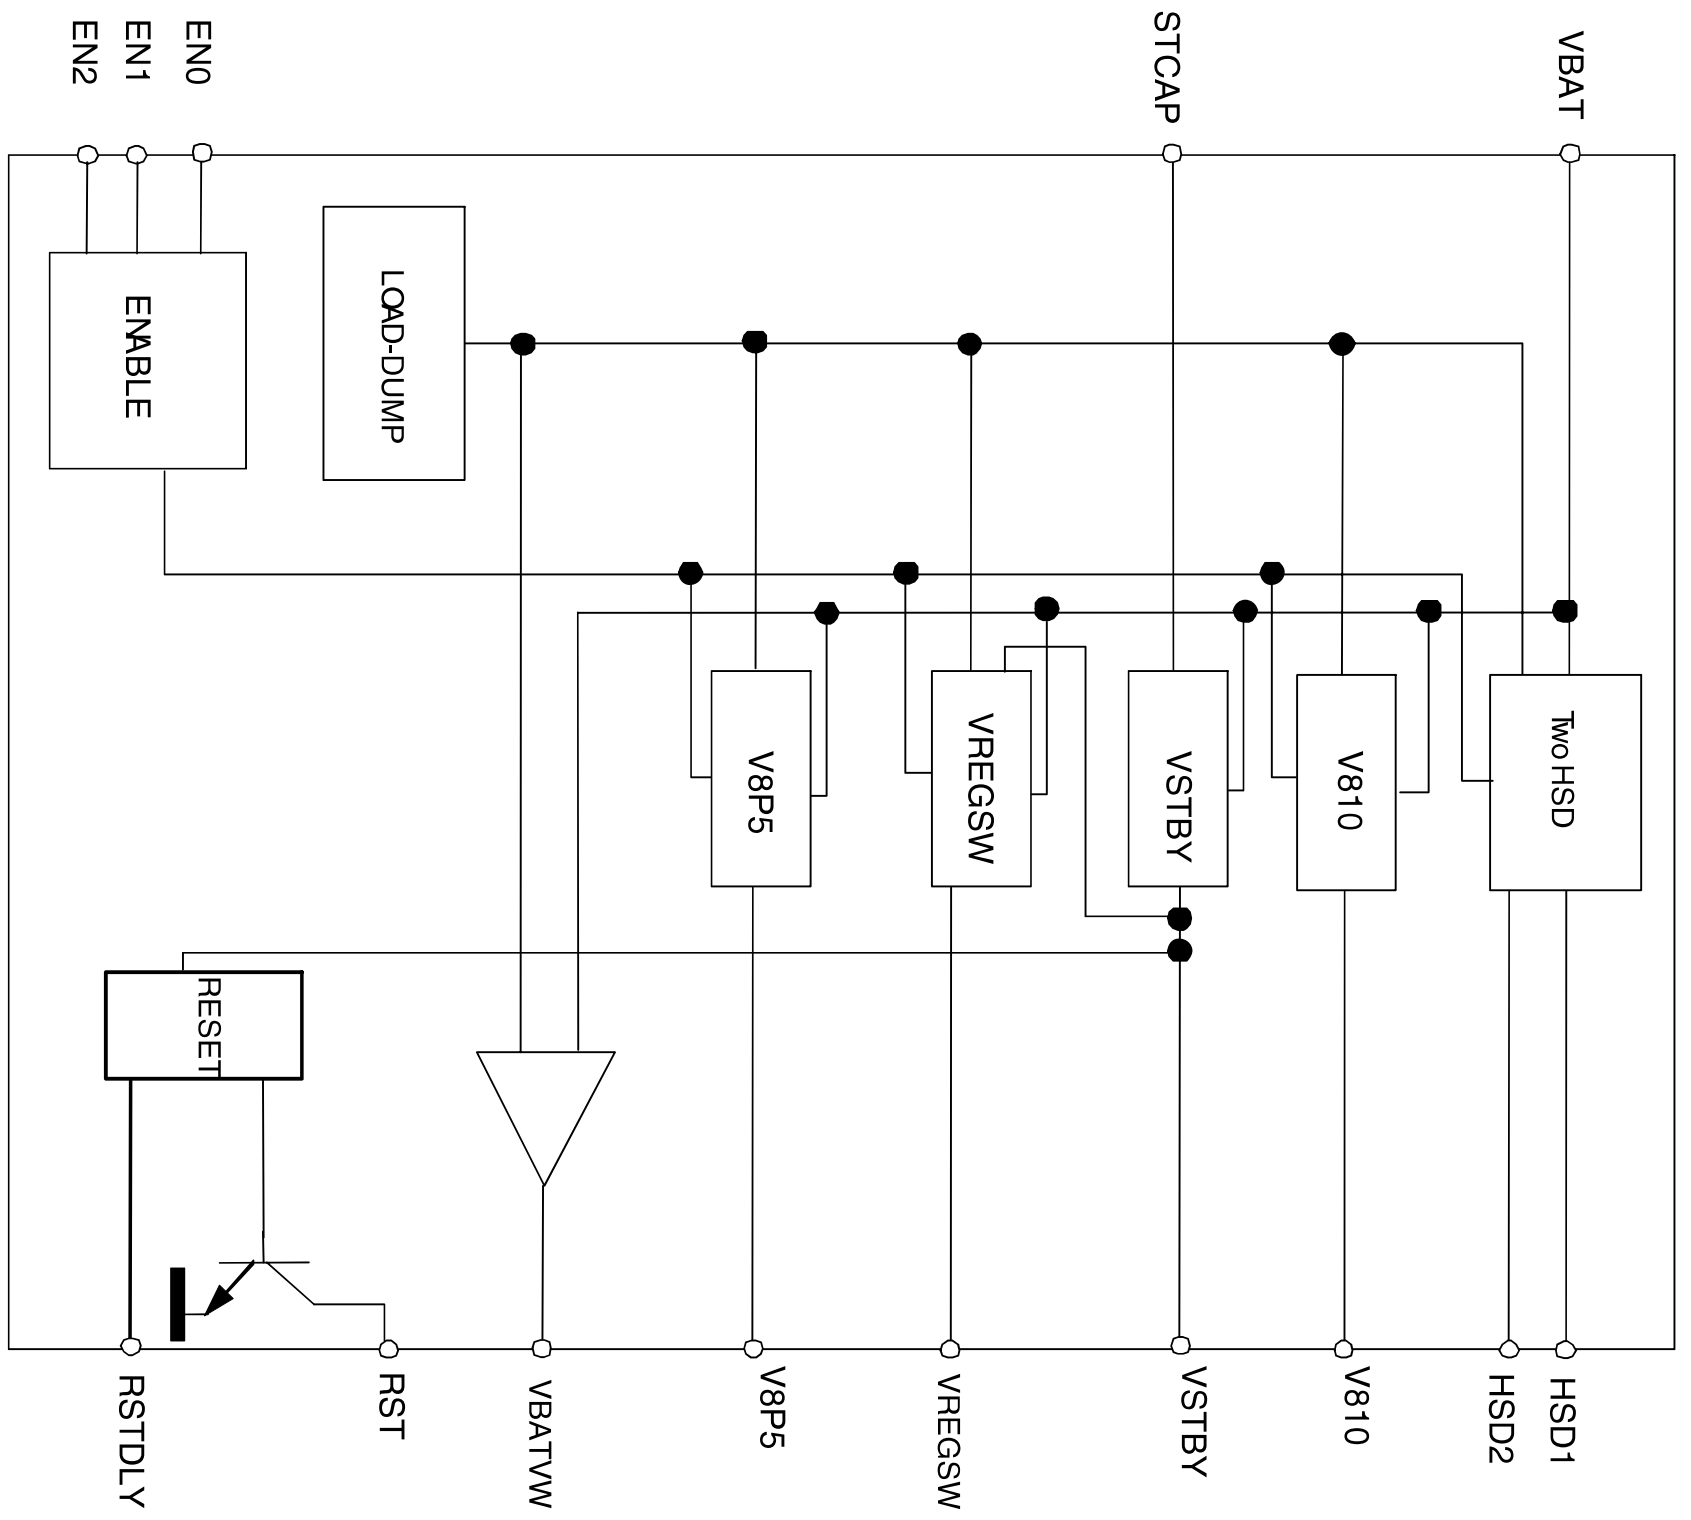 VBAT
STCAP
EN0
EN1
EN2
LOAD-DUMP
ENABLE
Two HSD
V810
VSTBY
VREGSW
V8P5
RESET
HSD1
HSD2
V810
VSTBY
VREGSW
V8P5
VBATVW
RST
RSTDLY